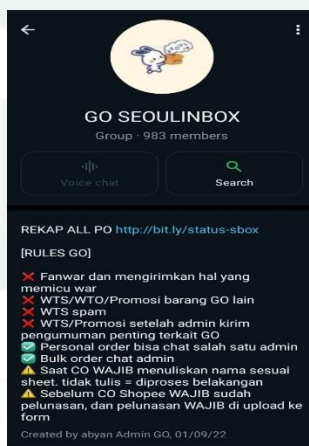 GO SEOULINBOX
Group · 983 members
Voice chat
Search
REKAP ALL PO http://bit.ly/status-sbox
[RULES GO]
❌ Fanwar dan mengirimkan hal yang
memicu war
❌ WTS/WTO/Promosi barang GO lain
❌ WTS spam
❌ WTS/Promosi setelah admin kirim
pengumuman penting terkait GO
✅ Personal order bisa chat salah satu admin
✅ Bulk order chat admin
⚠️ Saat CO WAJIB menuliskan nama sesuai
sheet. tidak tulis = diproses belakangan
⚠️ Sebelum CO Shopee WAJIB sudah
pelunasan, dan pelunasan WAJIB di upload ke
form
Created by abyan Admin GO, 01/09/22